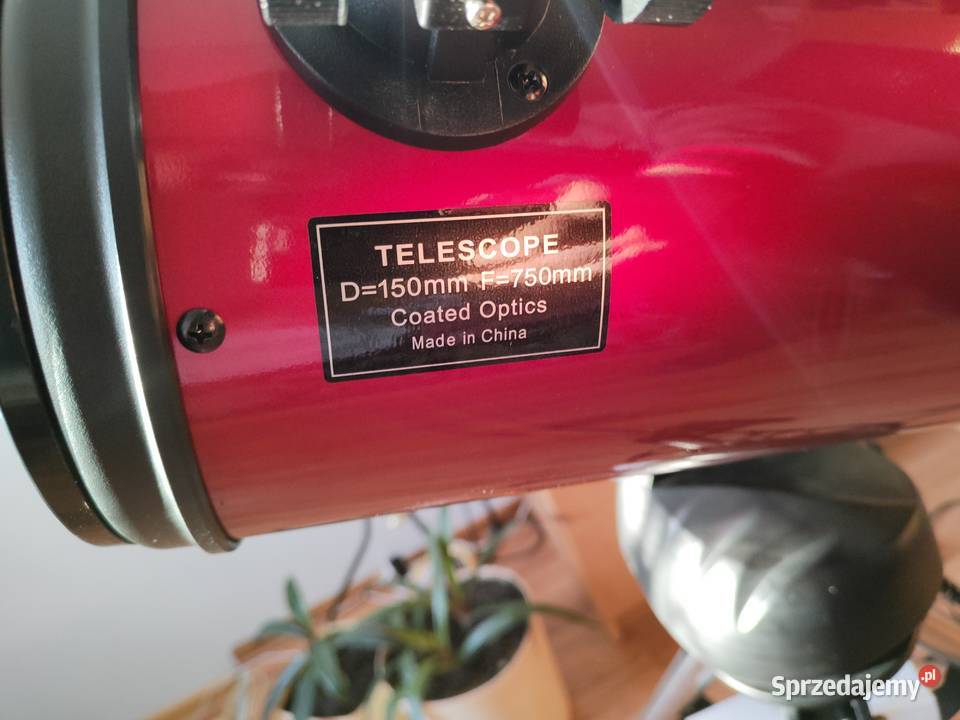 TELESCOPE
D=150mm F=750mm
Coated Optics
Made in China
Sprzedajemy.pl